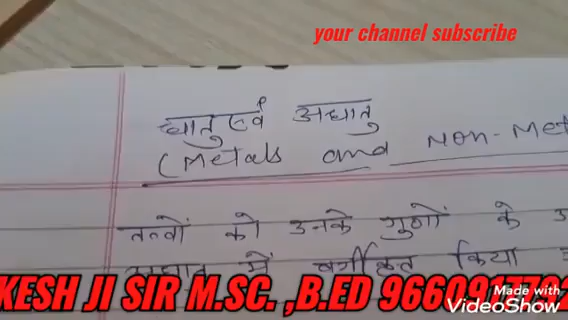 your channel subscribe
धातु एवं अधातु
(Metals and Non-Met
तत्वों को उनके गुणों के
में वर्गीकृत किया
KESH JI SIR M.SC. ,B.ED 9660917792
Made with
VideoShow